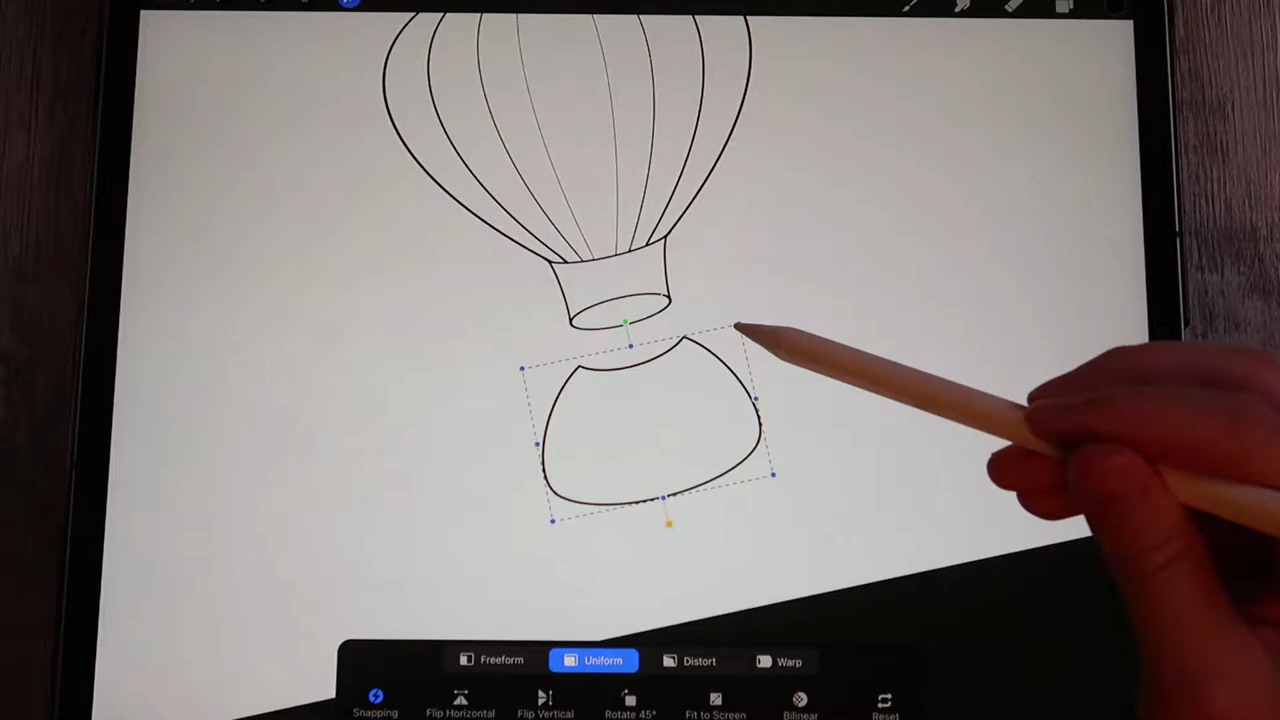 Freeform Uniform Distort Warp
Snapping Flip Horizontal Flip Vertical Rotate 45° Fit to Screen Bilinear Reset